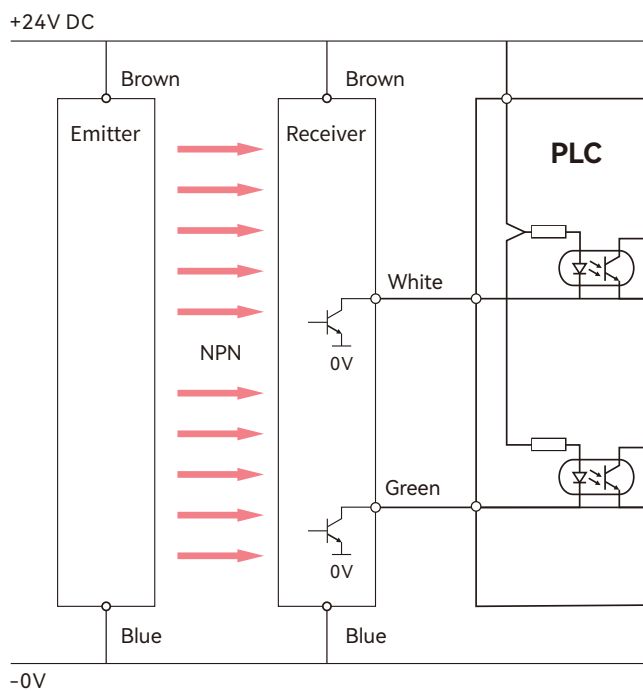 +24V DC
Brown
Brown
Emitter
Receiver
PLC
White
NPN
0V
Green
0V
Blue
Blue
-0V